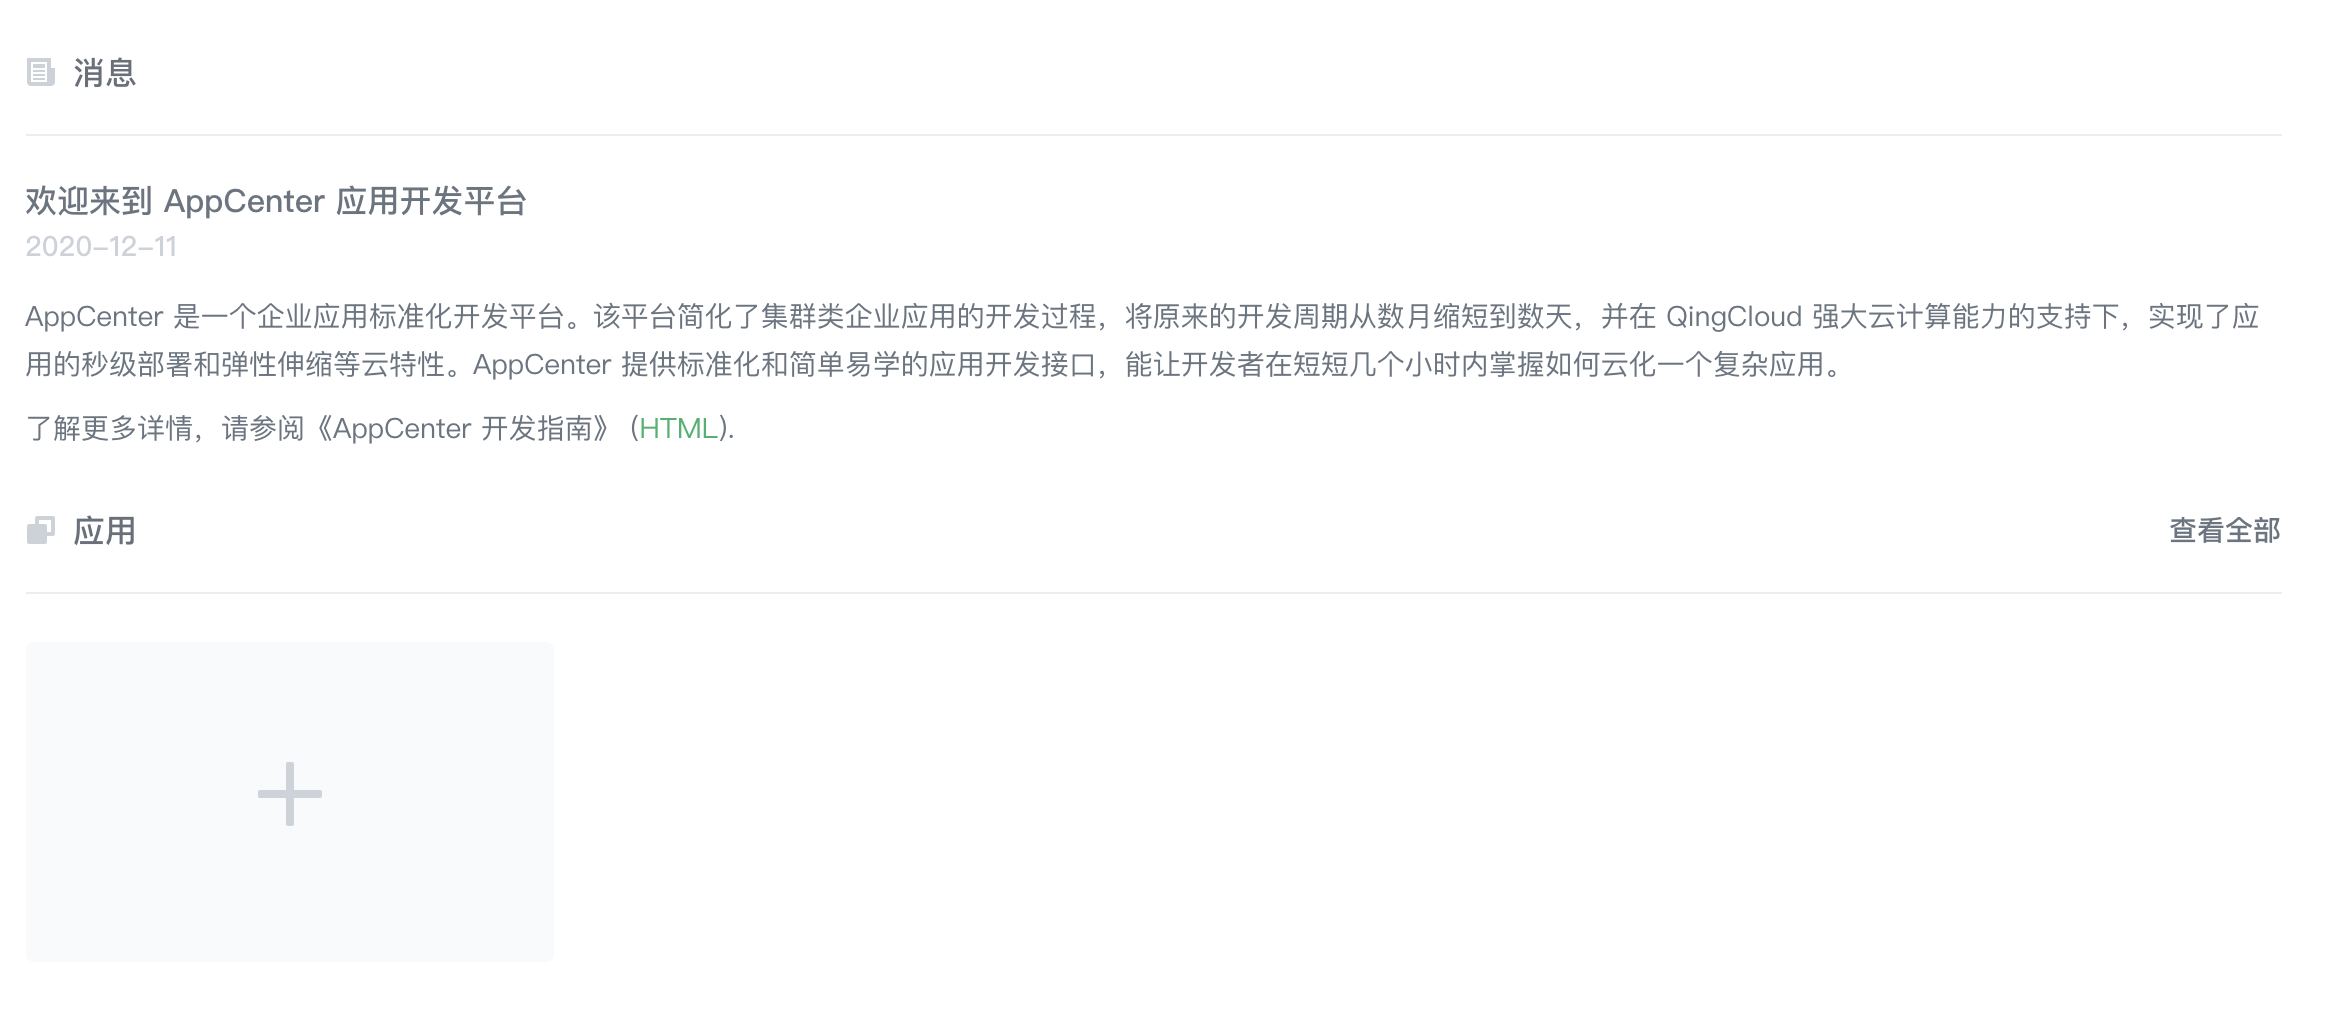 消息
欢迎来到 AppCenter 应用开发平台
2020-12-11
AppCenter 是一个企业应用标准化开发平台。该平台简化了集群类企业应用的开发过程，将原来的开发周期从数月缩短到数天，并在 QingCloud 强大云计算能力的支持下，实现了应
用的秒级部署和弹性伸缩等云特性。AppCenter 提供标准化和简单易学的应用开发接口，能让开发者在短短几个小时内掌握如何云化一个复杂应用。
了解更多详情，请参阅《AppCenter 开发指南》 (HTML).
应用
查看全部